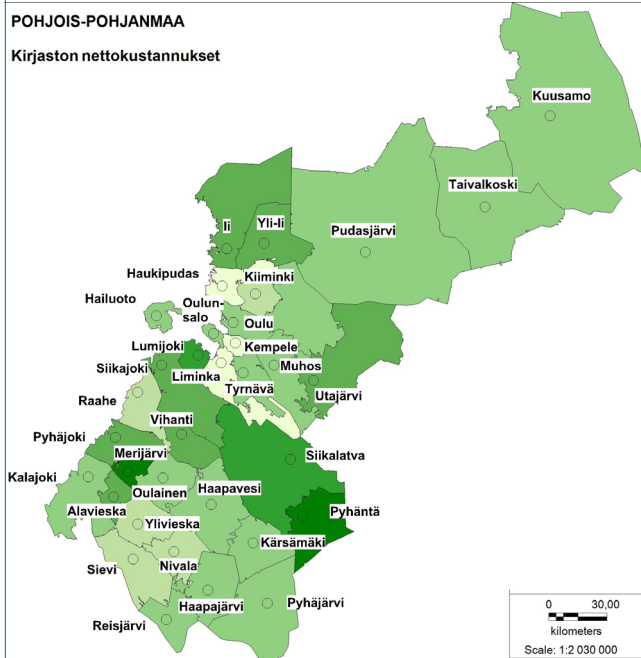 POHJOIS-POHJANMAA
Kirjaston nettokustannukset
Kuusamo
Taivalkoski
Ii
Yli-Ii
Pudasjärvi
Haukipudas
Kiiminki
Hailuoto
Oulun-
salo
Oulu
Lumijoki
Kempele
Siikajoki
Liminka
Muhos
Raahe
Tyrnävä
Utajärvi
Vihanti
Pyhäjoki
Merijärvi
Siikalatva
Kalajoki
Oulainen
Haapavesi
Alavieska
Pyhäntä
Ylivieska
Kärsämäki
Sievi
Nivala
Haapajärvi
Pyhäjärvi
Reisjärvi
0 30,00
kilometers
Scale: 1:2 030 000